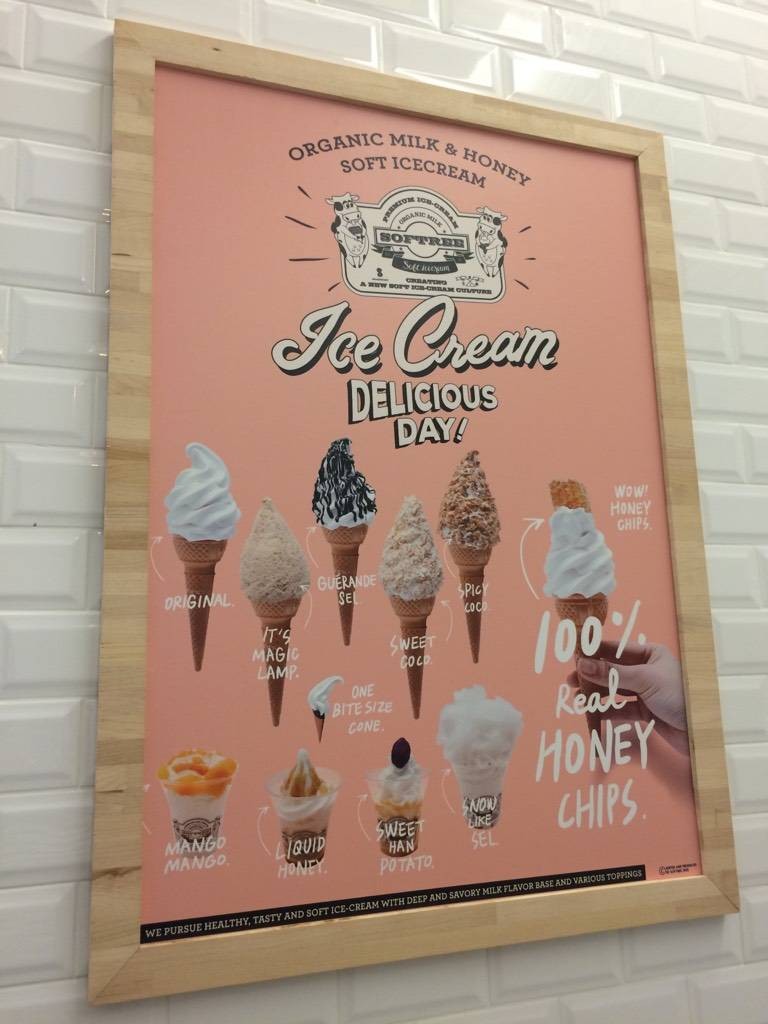 ORGANIC MILK & HONEY
SOFT ICECREAM
PREMIUM ICE-CREAM
ORGANIC MILK
SOFTREE
Soft icecream
CREATING
A NEW SOFT ICE-CREAM CULTURE
Ice Cream
DELICIOUS
DAY!
WOW!
HONEY
CHIPS.
ORIGINAL.
IT'S
MAGIC
LAMP.
GUÉRANDE
SEL.
SWEET
COCO.
SPICY
COCO.
100%
Real
HONEY
CHIPS.
ONE
BITE SIZE
CONE.
MANGO
MANGO.
LIQUID
HONEY.
SWEET
HAN
POTATO.
SNOW
LIKE
SEL.
WE PURSUE HEALTHY, TASTY AND SOFT ICE-CREAM WITH DEEP AND SAVORY MILK FLAVOR BASE AND VARIOUS TOPPINGS